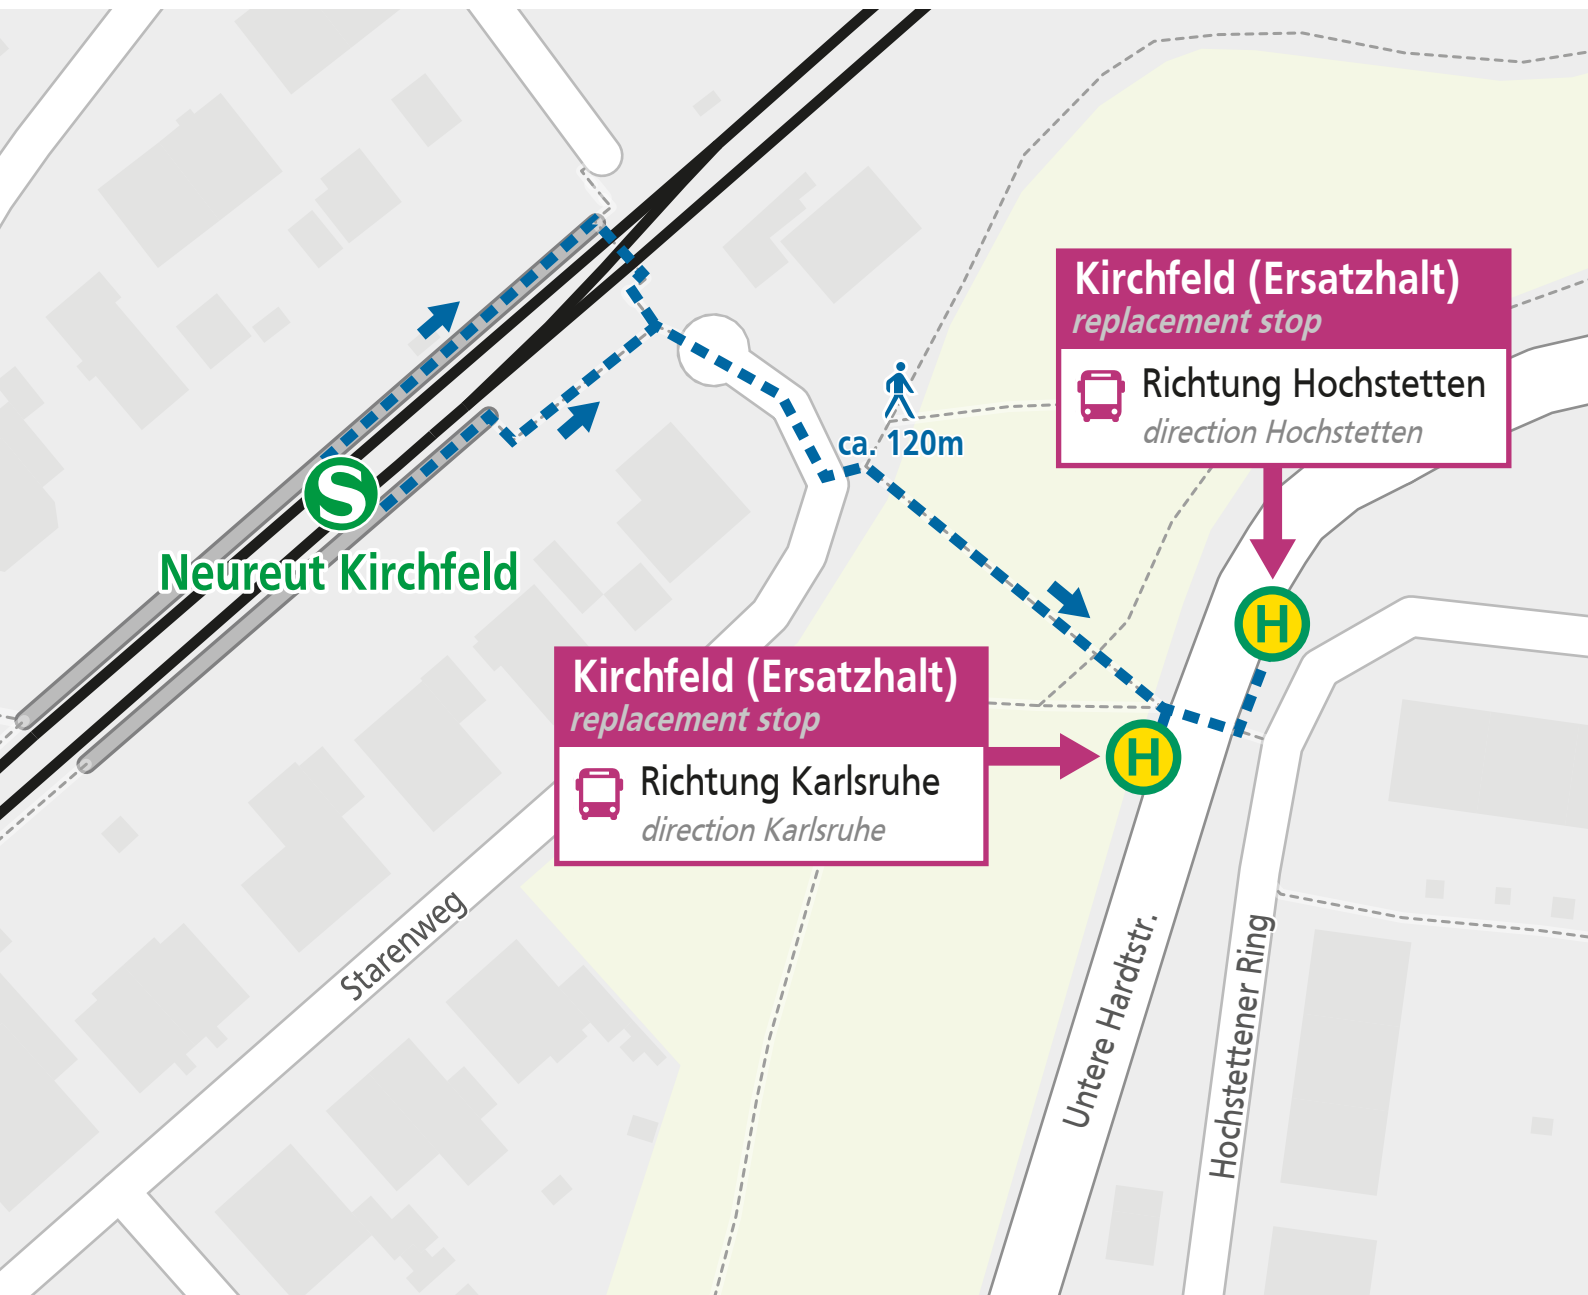 Kirchfeld (Ersatzhalt)
replacement stop
Richtung Hochstetten
direction Hochstetten
ca. 120m
S
Neureut Kirchfeld
H
Kirchfeld (Ersatzhalt)
replacement stop
Richtung Karlsruhe
direction Karlsruhe
H
Starenweg
Untere Hardtstr.
Hochstettener Ring